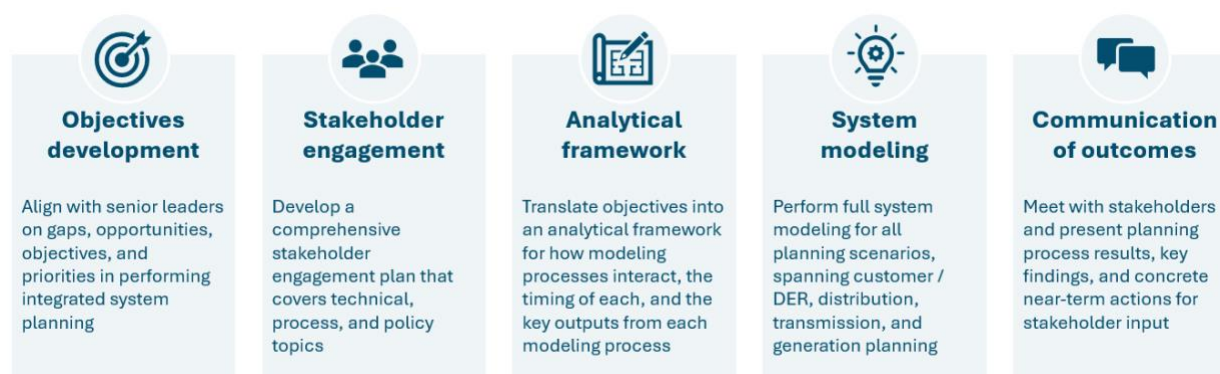 Objectives
development
Align with senior leaders
on gaps, opportunities,
objectives, and
priorities in performing
integrated system
planning
Stakeholder
engagement
Develop a
comprehensive
stakeholder
engagement plan that
covers technical,
process, and policy
topics
Analytical
framework
Translate objectives into
an analytical framework
for how modeling
processes interact, the
timing of each, and the
key outputs from each
modeling process
System
modeling
Perform full system
modeling for all
planning scenarios,
spanning customer /
DER, distribution,
transmission, and
generation planning
Communication
of outcomes
Meet with stakeholders
and present planning
process results, key
findings, and concrete
near-term actions for
stakeholder input